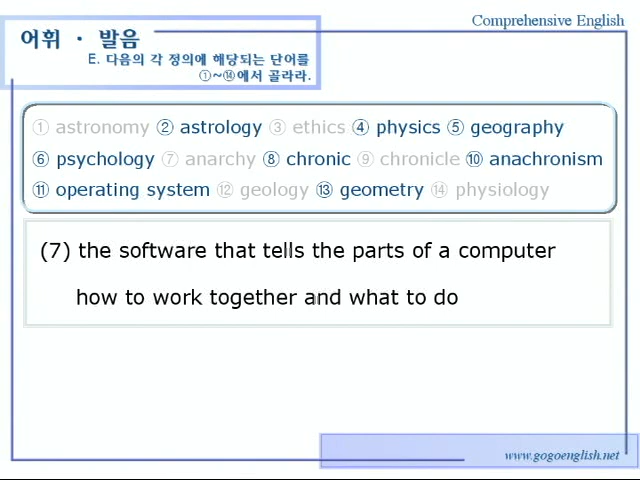 Comprehensive English
어휘 · 발음
E. 다음의 각 정의에 해당되는 단어를
①~⑭에서 골라라.
① astronomy ② astrology ③ ethics ④ physics ⑤ geography
⑥ psychology ⑦ anarchy ⑧ chronic ⑨ chronicle ⑩ anachronism
⑪ operating system ⑫ geology ⑬ geometry ⑭ physiology
(7) the software that tells the parts of a computer
how to work together and what to do
www.gogoenglish.net